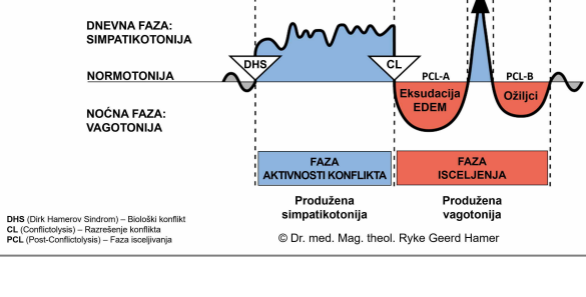 DNEVNA FAZA:
SIMPATIKOTONIJA
DHS
CL
NORMOTONIJA
PCL-A
PCL-B
Eksudacija
EDEM
Ožiljci
NOĆNA FAZA:
VAGOTONIJA
FAZA
AKTIVNOSTI KONFLIKTA
FAZA
ISCELJENJA
Produžena
simpatikotonija
Produžena
vagotonija
DHS (Dirk Hamerov Sindrom) – Biološki konflikt
CL (Conflictolysis) – Razrešenje konflikta
PCL (Post-Conflictolysis) – Faza isceljivanja
© Dr. med. Mag. theol. Ryke Geerd Hamer